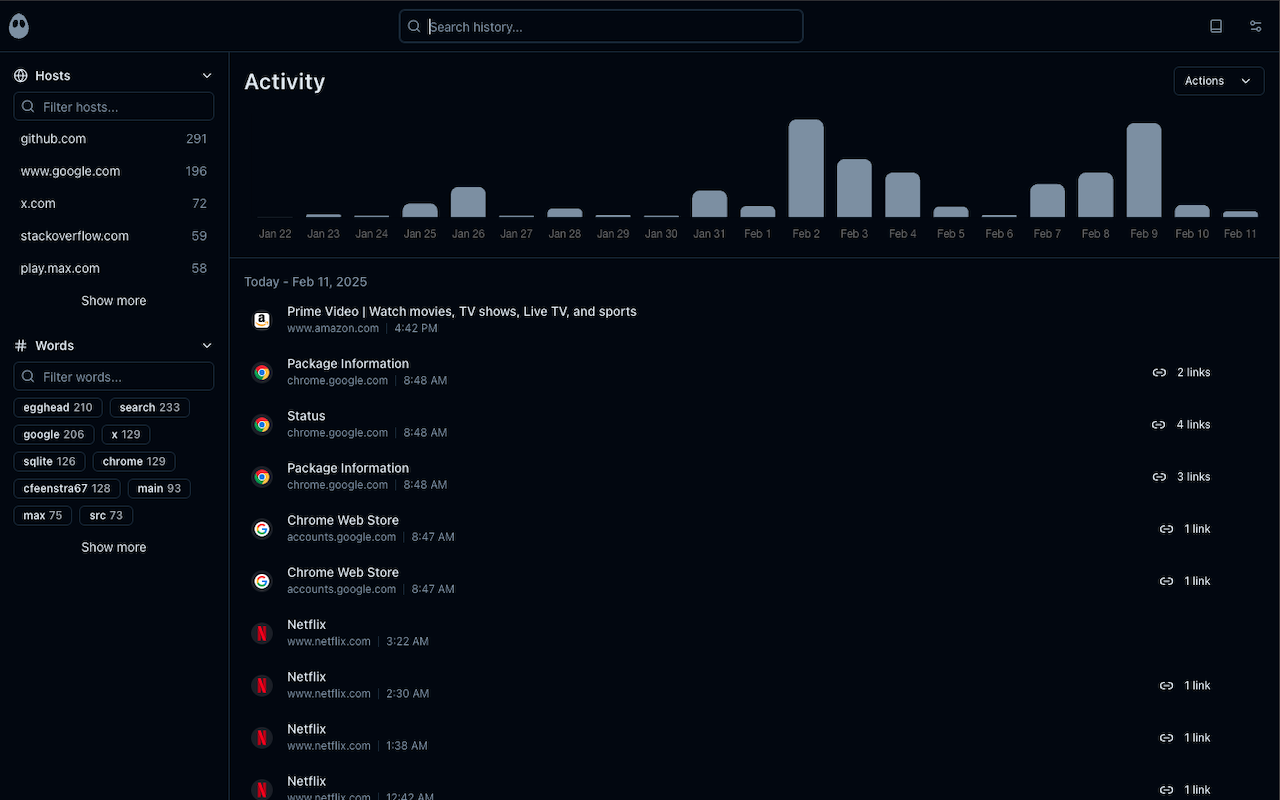 Search history...
Hosts
Filter hosts...
github.com 291
www.google.com 196
x.com 72
stackoverflow.com 59
play.max.com 58
Show more
Words
Filter words...
egghead 210 search 233
google 206 x 129
sqlite 126 chrome 129
cfeenstra67 128 main 93
max 75 src 73
Show more
Activity
Actions
Jan 22 Jan 23 Jan 24 Jan 25 Jan 26 Jan 27 Jan 28 Jan 29 Jan 30 Jan 31 Feb 1 Feb 2 Feb 3 Feb 4 Feb 5 Feb 6 Feb 7 Feb 8 Feb 9 Feb 10 Feb 11
Today - Feb 11, 2025
Prime Video | Watch movies, TV shows, Live TV, and sports
www.amazon.com | 4:42 PM
Package Information
chrome.google.com | 8:48 AM
2 links
Status
chrome.google.com | 8:48 AM
4 links
Package Information
chrome.google.com | 8:48 AM
3 links
Chrome Web Store
accounts.google.com | 8:47 AM
1 link
Chrome Web Store
accounts.google.com | 8:47 AM
1 link
Netflix
www.netflix.com | 3:22 AM
Netflix
www.netflix.com | 2:30 AM
1 link
Netflix
www.netflix.com | 1:38 AM
1 link
Netflix
www.netflix.com | 12:42 AM
1 link